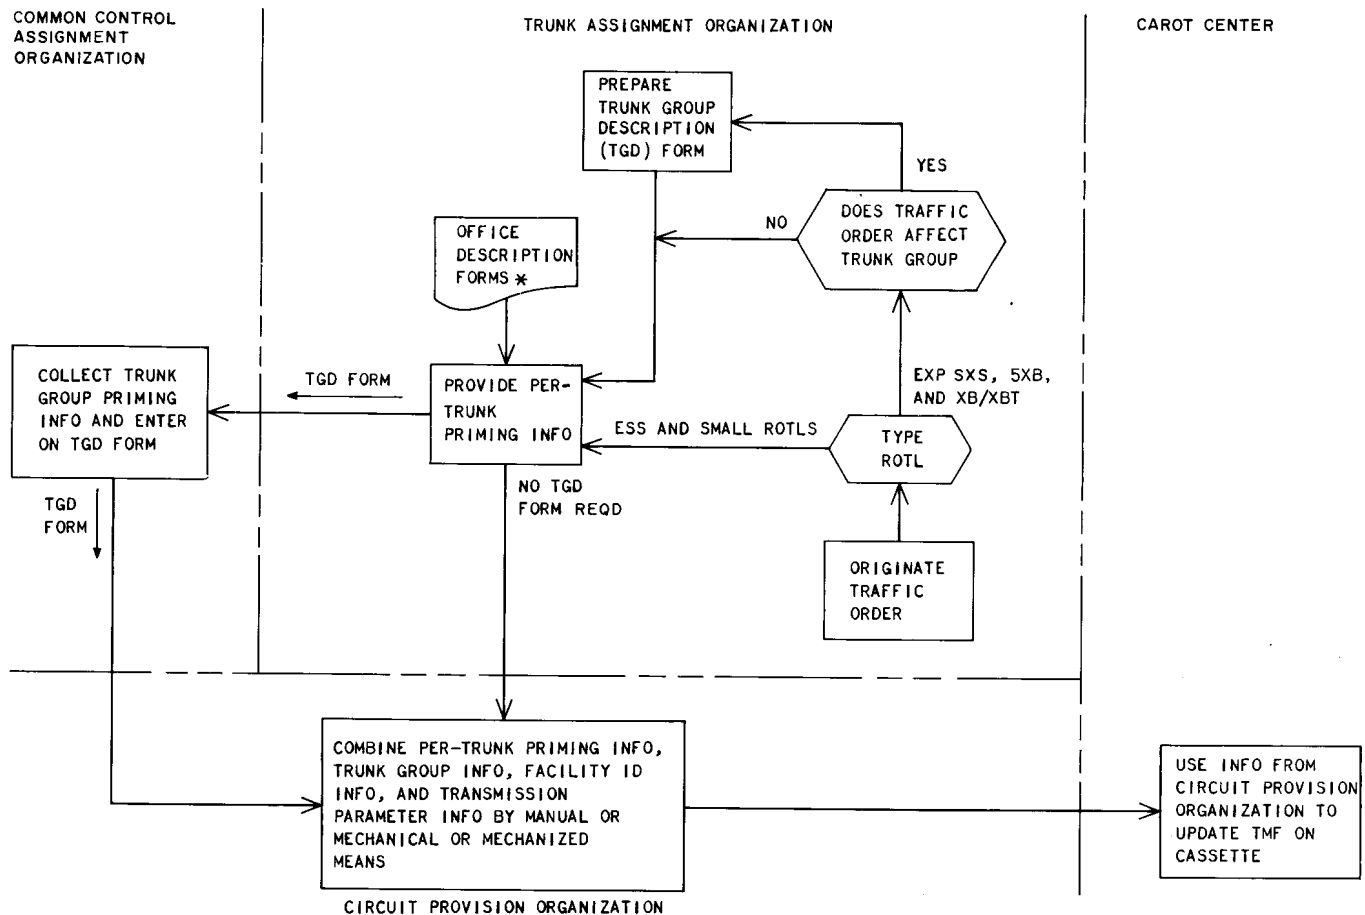 COMMON CONTROL
ASSIGNMENT
ORGANIZATION
TRUNK ASSIGNMENT ORGANIZATION
CAROT CENTER
PREPARE
TRUNK GROUP
DESCRIPTION
(TGD) FORM
YES
DOES TRAFFIC
ORDER AFFECT
TRUNK GROUP
NO
OFFICE
DESCRIPTION
FORMS *
COLLECT TRUNK
GROUP PRIMING
INFO AND ENTER
ON TGD FORM
TGD FORM
PROVIDE PER-
TRUNK
PRIMING INFO
EXP SXS, 5XB,
AND XB/XBT
ESS AND SMALL ROTLS
TYPE
ROTL
TGD
FORM
NO TGD
FORM REQD
ORIGINATE
TRAFFIC
ORDER
COMBINE PER-TRUNK PRIMING INFO,
TRUNK GROUP INFO, FACILITY ID
INFO, AND TRANSMISSION
PARAMETER INFO BY MANUAL OR
MECHANICAL OR MECHANIZED
MEANS
CIRCUIT PROVISION ORGANIZATION
USE INFO FROM
CIRCUIT PROVISION
ORGANIZATION TO
UPDATE TMF ON
CASSETTE